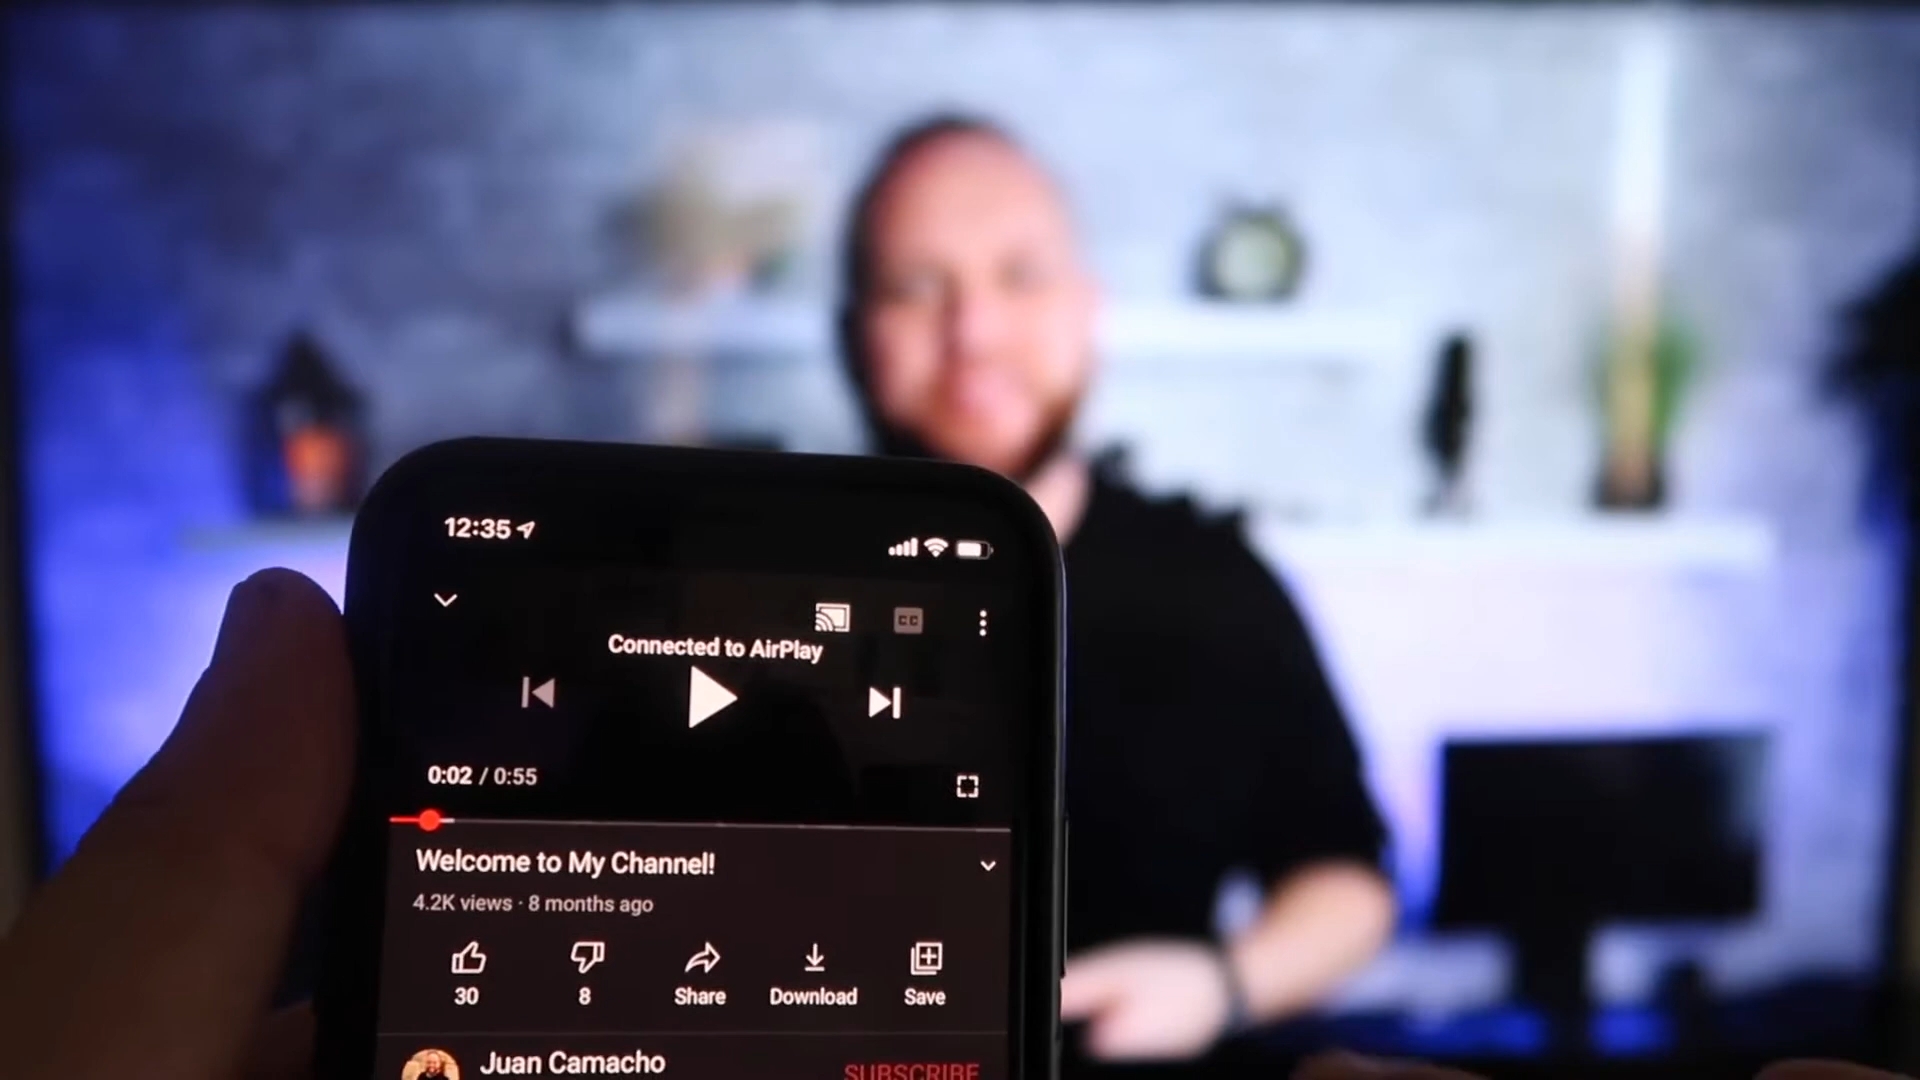 12:35
CC
Connected to AirPlay
0:02 / 0:55
Welcome to My Channel!
4.2K views · 8 months ago
30
8
Share
Download
Save
Juan Camacho
SUBSCRIBE